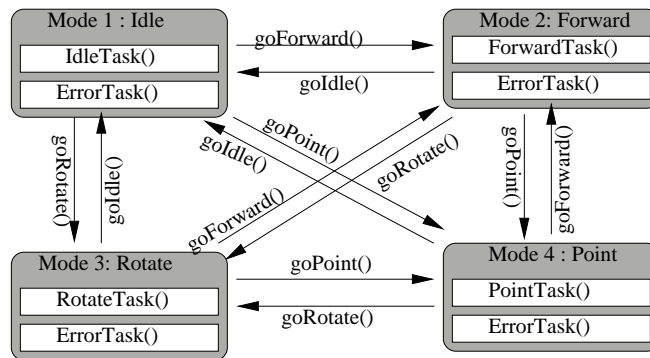 Mode 1 : Idle
IdleTask()
ErrorTask()
goForward()
goIdle()
Mode 2: Forward
ForwardTask()
ErrorTask()
goRotate()
goIdle()
goPoint()
goIdle()
goForward()
goRotate()
goPoint()
goForward()
Mode 3: Rotate
RotateTask()
ErrorTask()
goPoint()
goRotate()
Mode 4 : Point
PointTask()
ErrorTask()